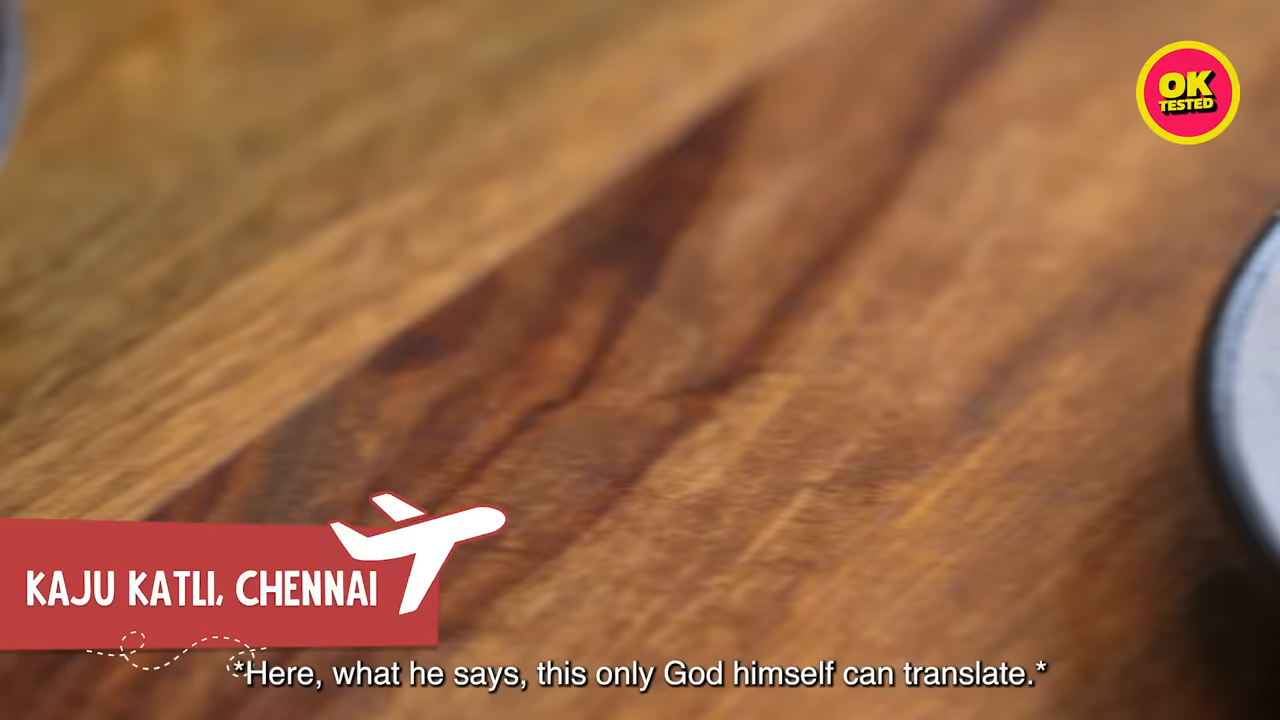 OK
TESTED
KAJU KATLI, CHENNAI
*Here, what he says, this only God himself can translate.*